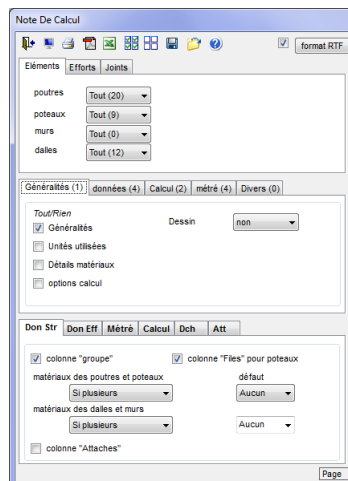 Note De Calcul
format RTF
Eléments Efforts Joints
poutres Tout (20)
poteaux Tout (9)
murs Tout (0)
dalles Tout (12)
Généralités (1) données (4) Calcul (2) métré (4) Divers (0)
Tout/Rien
Généralités Dessin non
Unités utilisées
Détails matériaux
options calcul
Don Str Don Eff Métré Calcul Dch Att
colonne "groupe" colonne "Files" pour poteaux
matériaux des poutres et poteaux défaut
Si plusieurs Aucun
matériaux des dalles et murs
Si plusieurs Aucun
colonne "Attaches"
Page